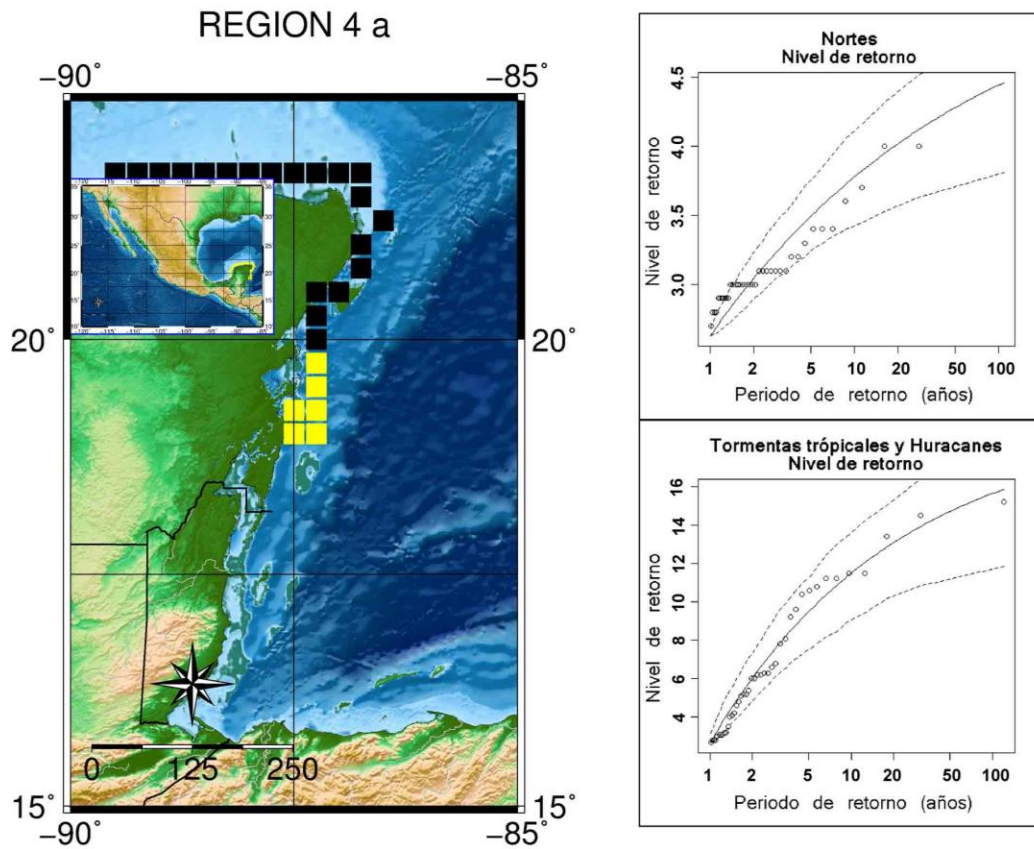 REGION 4 a
−90° −85°
20° 20°
0 125 250
15° 15°
−90° −85°
Nortes
Nivel de retorno
4.5
4.0
3.5
3.0
Nivel de retorno
1 2 5 10 20 50 100
Periodo de retorno (años)
Tormentas trópicales y Huracanes
Nivel de retorno
16
14
12
10
8
6
4
Nivel de retorno
1 2 5 10 20 50 100
Periodo de retorno (años)